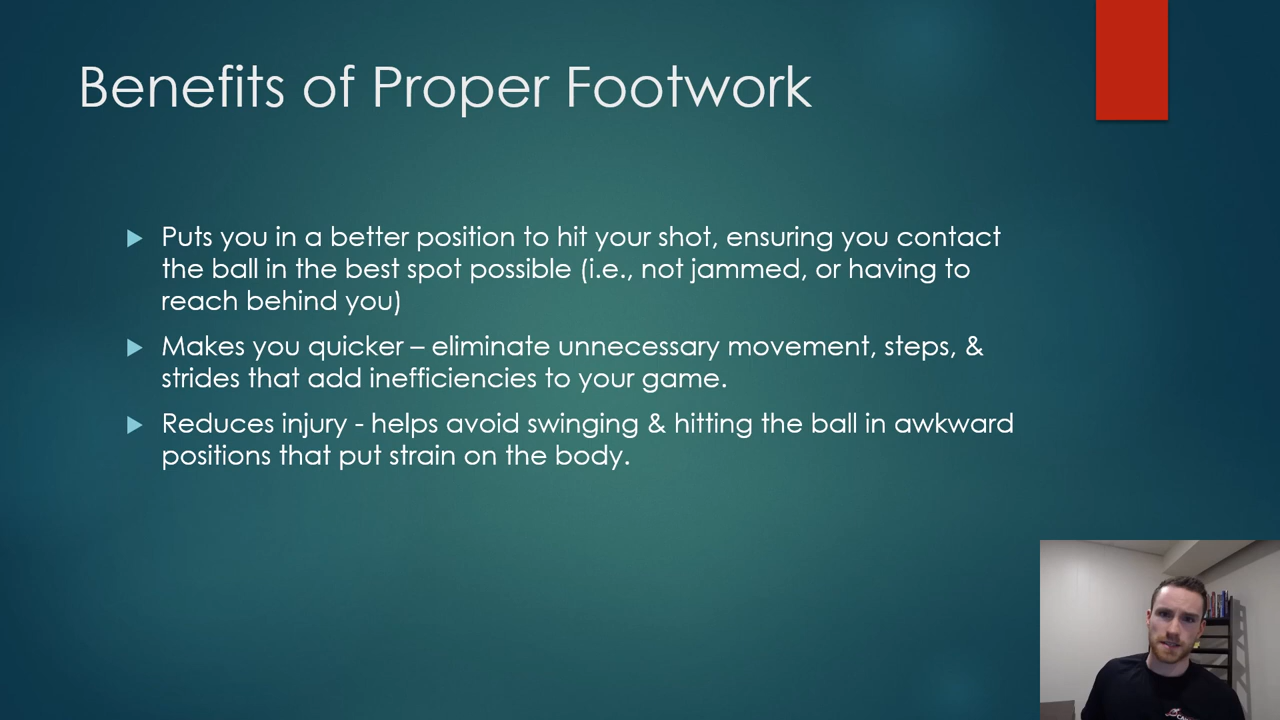 Benefits of Proper Footwork
Puts you in a better position to hit your shot, ensuring you contact
the ball in the best spot possible (i.e., not jammed, or having to
reach behind you)
Makes you quicker – eliminate unnecessary movement, steps, &
strides that add inefficiencies to your game.
Reduces injury - helps avoid swinging & hitting the ball in awkward
positions that put strain on the body.